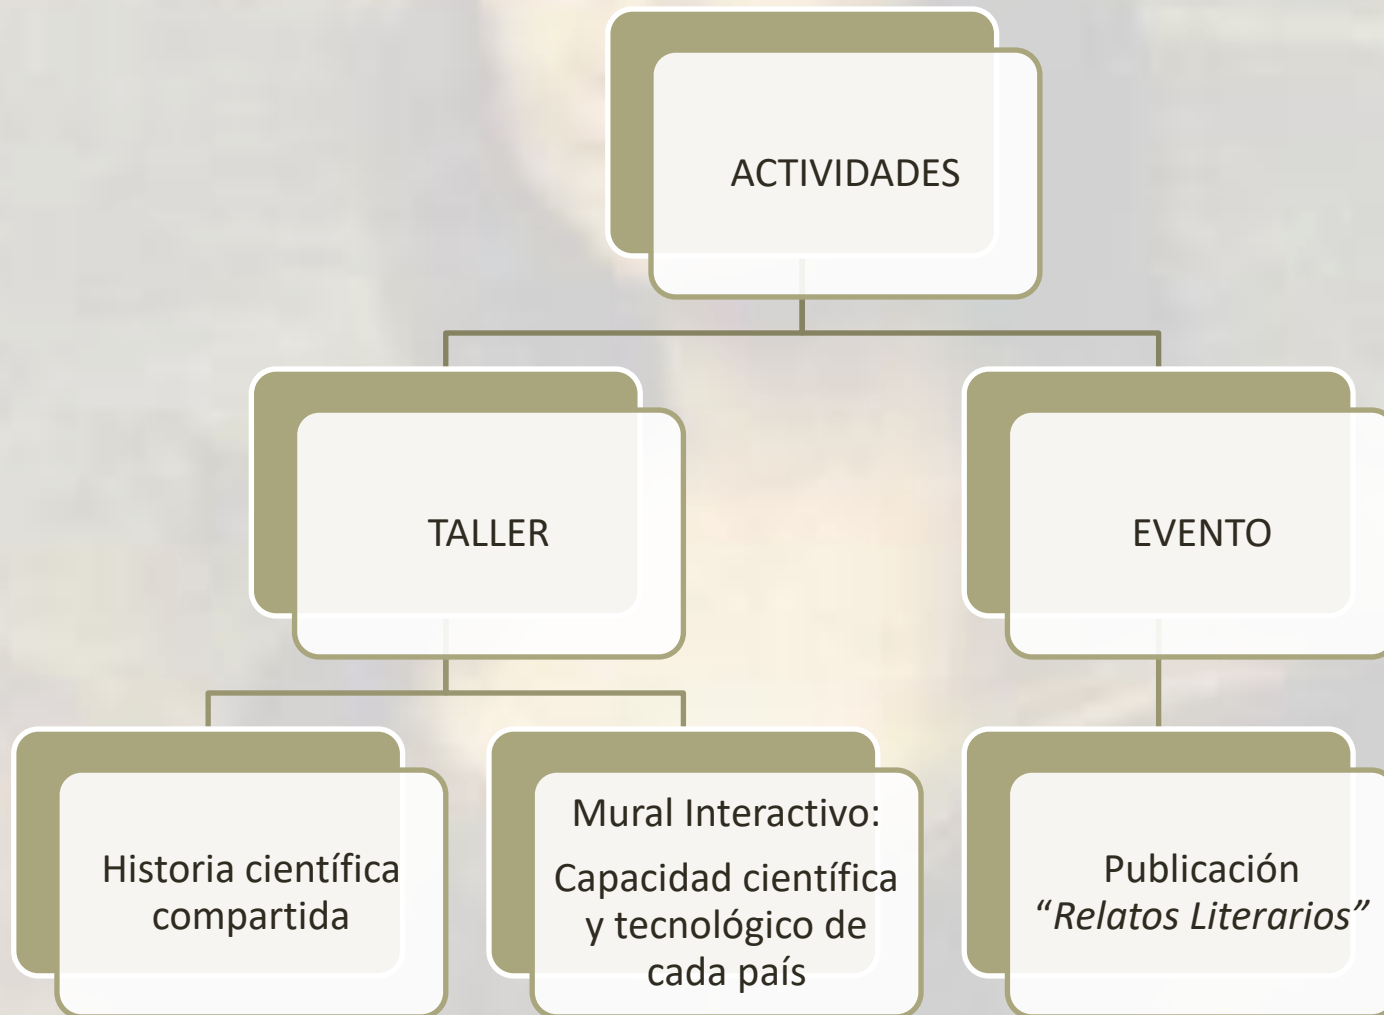 ACTIVIDADES
TALLER
EVENTO
Historia científica
compartida
Mural Interactivo:
Capacidad científica
y tecnológico de
cada país
Publicación
“Relatos Literarios”